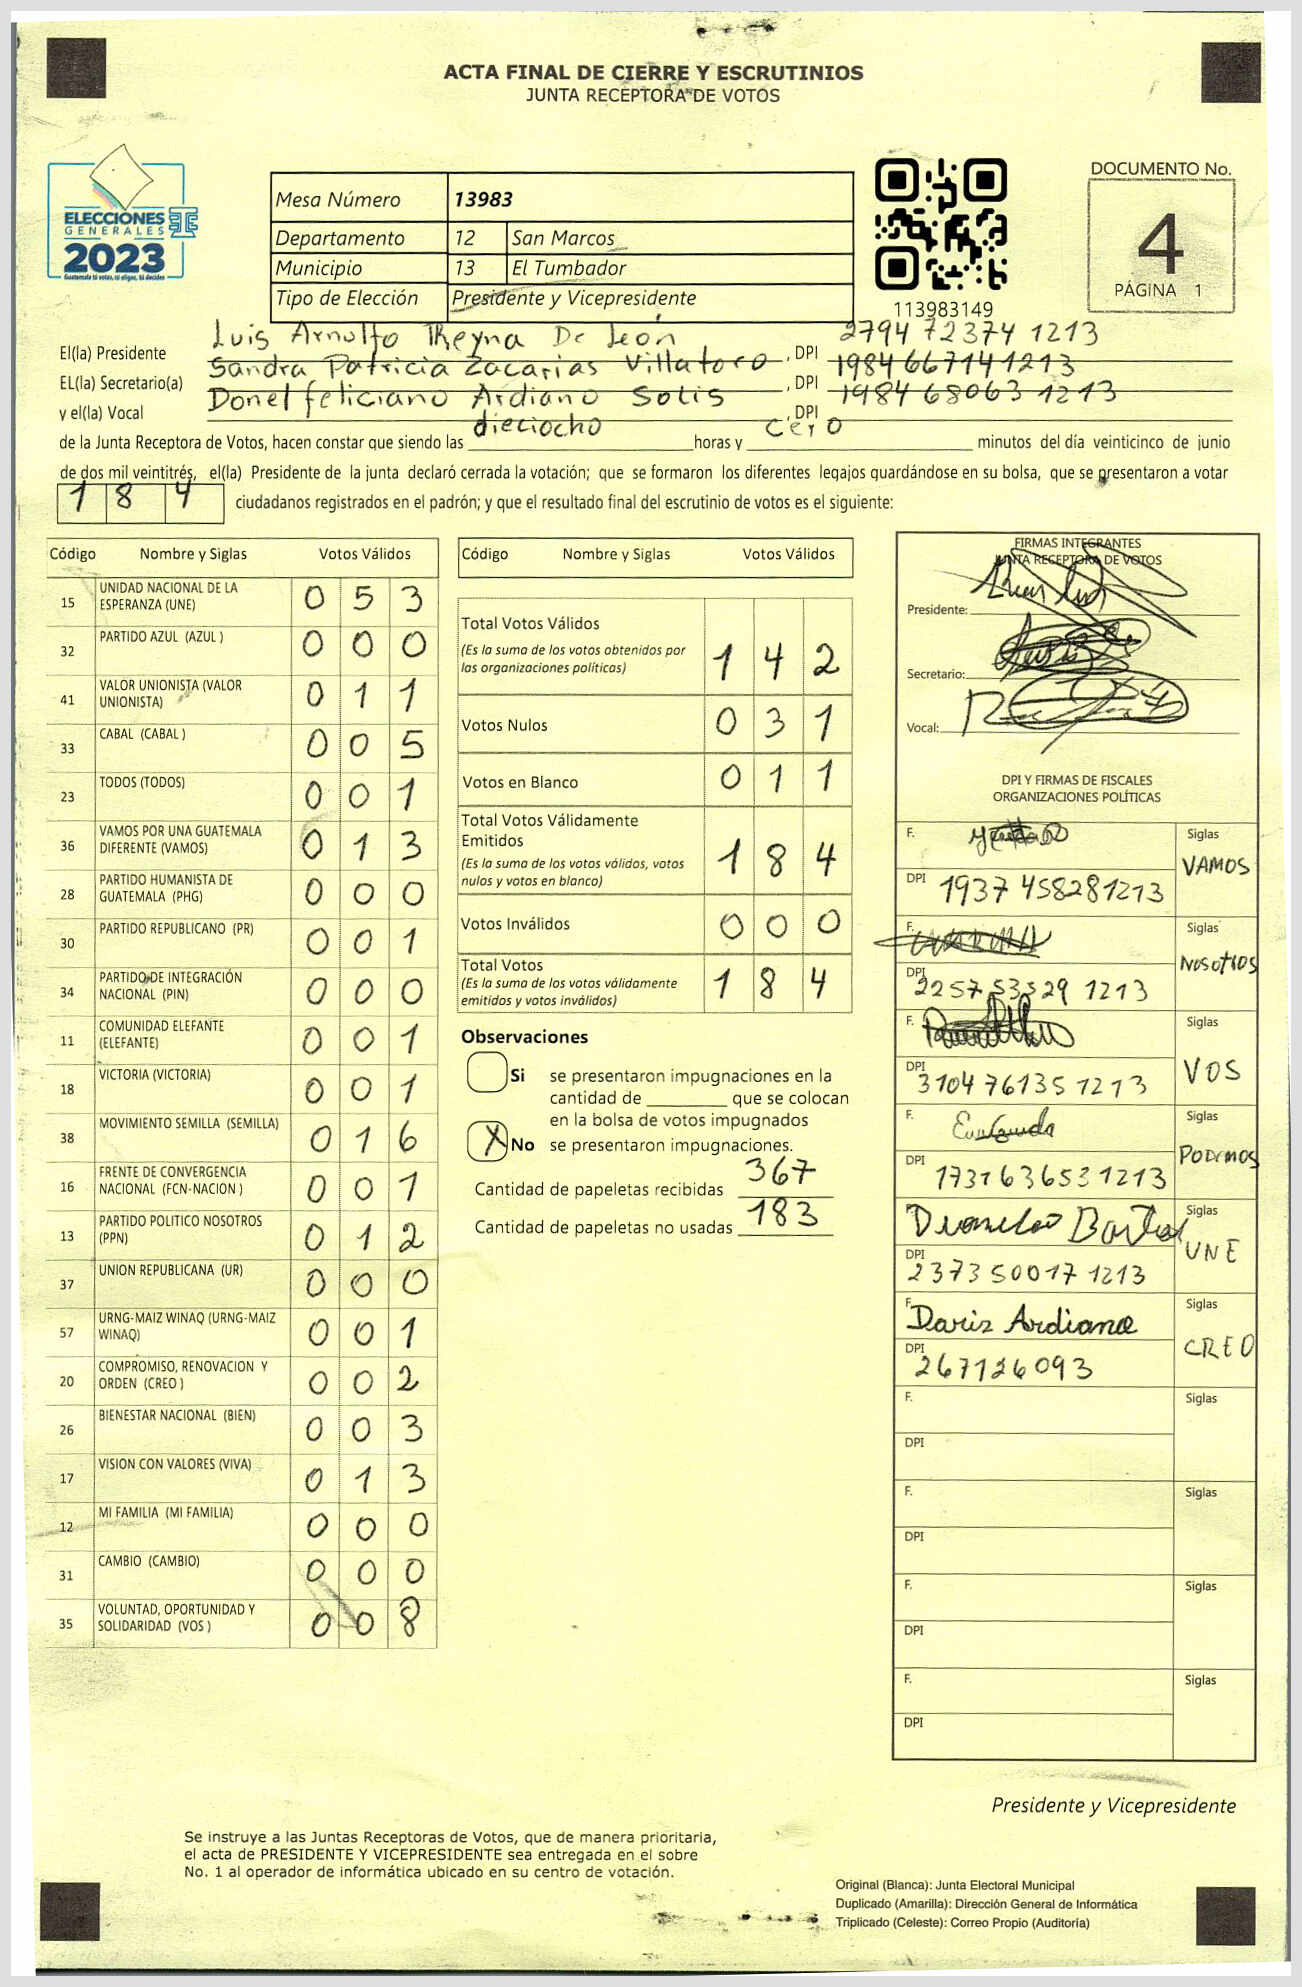 ACTA FINAL DE CIERRE Y ESCRUTINIOS
JUNTA RECEPTORA DE VOTOS
ELECCIONES
GENERALES
2023
Guatemala tú votas, tú eliges, tú decides
Mesa Número 13983
Departamento 12 San Marcos
Municipio 13 El Tumbador
Tipo de Elección Presidente y Vicepresidente
113983149
DOCUMENTO No.
4
PÁGINA 1
El(la) Presidente Luis Arnolfo Reyna De León, DPI 2794 72374 1213
EL(la) Secretario(a) Sandra Patricia Zacarias Villatoro, DPI 1984 66714 1213
y el(la) Vocal Donel feliciano Ardiano Solis, DPI 1984 68063 1213
de la Junta Receptora de Votos, hacen constar que siendo las dieciocho horas y cero minutos del día veinticinco de junio
de dos mil veintitrés, el(la) Presidente de la junta declaró cerrada la votación; que se formaron los diferentes legajos guardándose en su bolsa, que se presentaron a votar
184 ciudadanos registrados en el padrón; y que el resultado final del escrutinio de votos es el siguiente:
Código Nombre y Siglas Votos Válidos
15 UNIDAD NACIONAL DE LA ESPERANZA (UNE) 0 5 3
32 PARTIDO AZUL (AZUL ) 0 0 0
41 VALOR UNIONISTA (VALOR UNIONISTA) 0 1 1
33 CABAL (CABAL ) 0 0 5
23 TODOS (TODOS) 0 0 1
36 VAMOS POR UNA GUATEMALA DIFERENTE (VAMOS) 0 1 3
28 PARTIDO HUMANISTA DE GUATEMALA (PHG) 0 0 0
30 PARTIDO REPUBLICANO (PR) 0 0 1
34 PARTIDO DE INTEGRACIÓN NACIONAL (PIN) 0 0 0
11 COMUNIDAD ELEFANTE (ELEFANTE) 0 0 1
18 VICTORIA (VICTORIA) 0 0 1
38 MOVIMIENTO SEMILLA (SEMILLA) 0 1 6
16 FRENTE DE CONVERGENCIA NACIONAL (FCN-NACION ) 0 0 1
13 PARTIDO POLITICO NOSOTROS (PPN) 0 1 2
37 UNION REPUBLICANA (UR) 0 0 0
57 URNG-MAIZ WINAQ (URNG-MAIZ WINAQ) 0 0 1
20 COMPROMISO, RENOVACION Y ORDEN (CREO ) 0 0 2
26 BIENESTAR NACIONAL (BIEN) 0 0 3
17 VISION CON VALORES (VIVA) 0 1 3
12 MI FAMILIA (MI FAMILIA) 0 0 0
31 CAMBIO (CAMBIO) 0 0 0
35 VOLUNTAD, OPORTUNIDAD Y SOLIDARIDAD (VOS ) 0 0 8
Código Nombre y Siglas Votos Válidos
Total Votos Válidos 1 4 2
(Es la suma de los votos obtenidos por
las organizaciones políticas)
Votos Nulos 0 3 1
Votos en Blanco 0 1 1
Total Votos Válidamente
Emitidos 1 8 4
(Es la suma de los votos válidos, votos
nulos y votos en blanco)
Votos Inválidos 0 0 0
Total Votos 1 8 4
(Es la suma de los votos válidamente
emitidos y votos inválidos)
Observaciones
Si se presentaron impugnaciones en la
cantidad de que se colocan
en la bolsa de votos impugnados
X No se presentaron impugnaciones.
Cantidad de papeletas recibidas 367
Cantidad de papeletas no usadas 183
FIRMAS INTEGRANTES
JUNTA RECEPTORA DE VOTOS
Presidente:
Secretario:
Vocal:
DPI Y FIRMAS DE FISCALES
ORGANIZACIONES POLÍTICAS
F. Siglas
VAMOS
DPI 1937 45828 1213
F. Siglas
NOSOTROS
DPI 2257 53329 1213
F. Siglas
VOS
DPI 3104 76135 1213
F. Siglas
PODEMOS
DPI 1731 63653 1213
Siglas
UNE
DPI 2373 50017 1213
F. Daris Ardiano Siglas
CREO
DPI 267126093
F. Siglas
DPI
F. Siglas
DPI
F. Siglas
DPI
F. Siglas
DPI
Presidente y Vicepresidente
Se instruye a las Juntas Receptoras de Votos, que de manera prioritaria,
el acta de PRESIDENTE Y VICEPRESIDENTE sea entregada en el sobre
No. 1 al operador de informática ubicado en su centro de votación.
Original (Blanca): Junta Electoral Municipal
Duplicado (Amarilla): Dirección General de Informática
Triplicado (Celeste): Correo Propio (Auditoría)